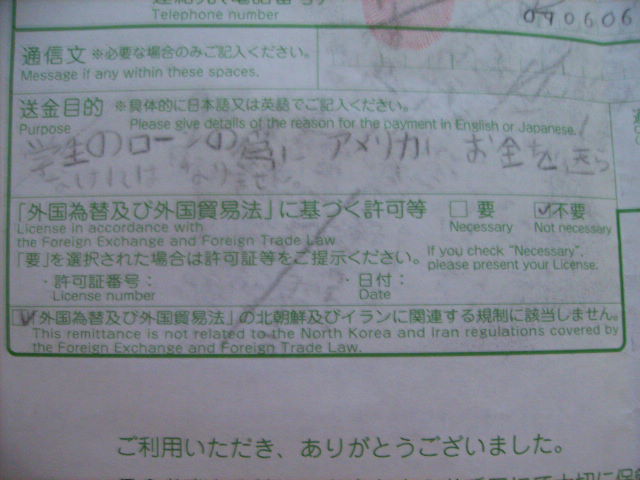 Telephone number
090606
通信文 ※必要な場合のみご記入ください。
Message if any within these spaces.
送金目的 ※具体的に日本語又は英語でご記入ください。
Purpose Please give details of the reason for the payment in English or Japanese.
学生のローンの為に アメリカ お金を送ら
なければ なりません。
「外国為替及び外国貿易法」に基づく許可等 要 不要
License in accordance with Necessary Not necessary
the Foreign Exchange and Foreign Trade Law
「要」を選択された場合は許可証等をご提示ください。 If you check "Necessary",
please present your License.
・許可証番号： ・日付：
License number Date
「外国為替及び外国貿易法」の北朝鮮及びイランに関連する規制に該当しません。
This remittance is not related to the North Korea and Iran regulations covered by
the Foreign Exchange and Foreign Trade Law.
ご利用いただき、ありがとうございました。